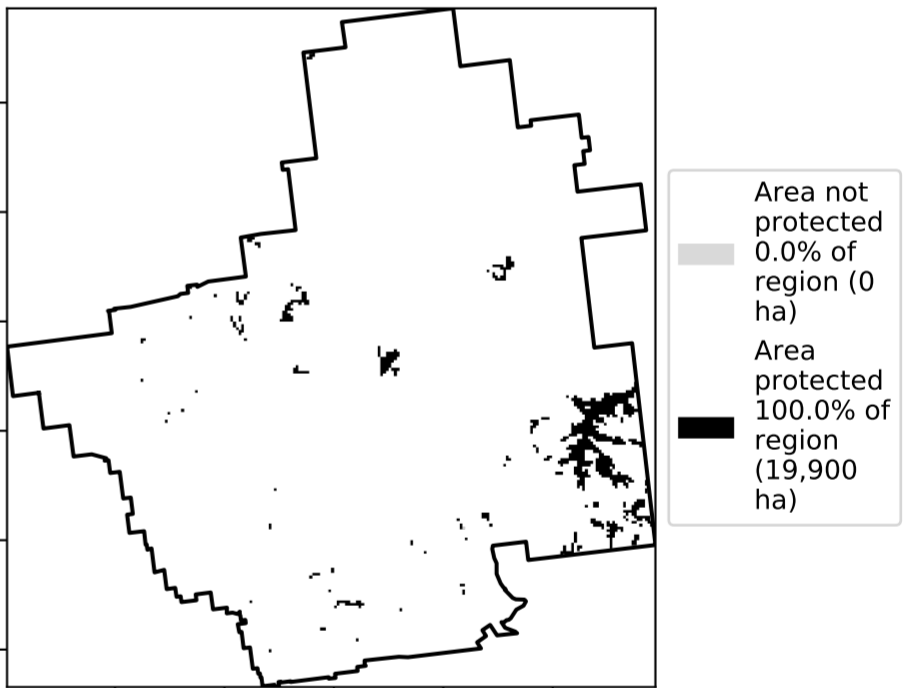 Area not
protected
0.0% of
region (0
ha)
Area
protected
100.0% of
region
(19,900
ha)